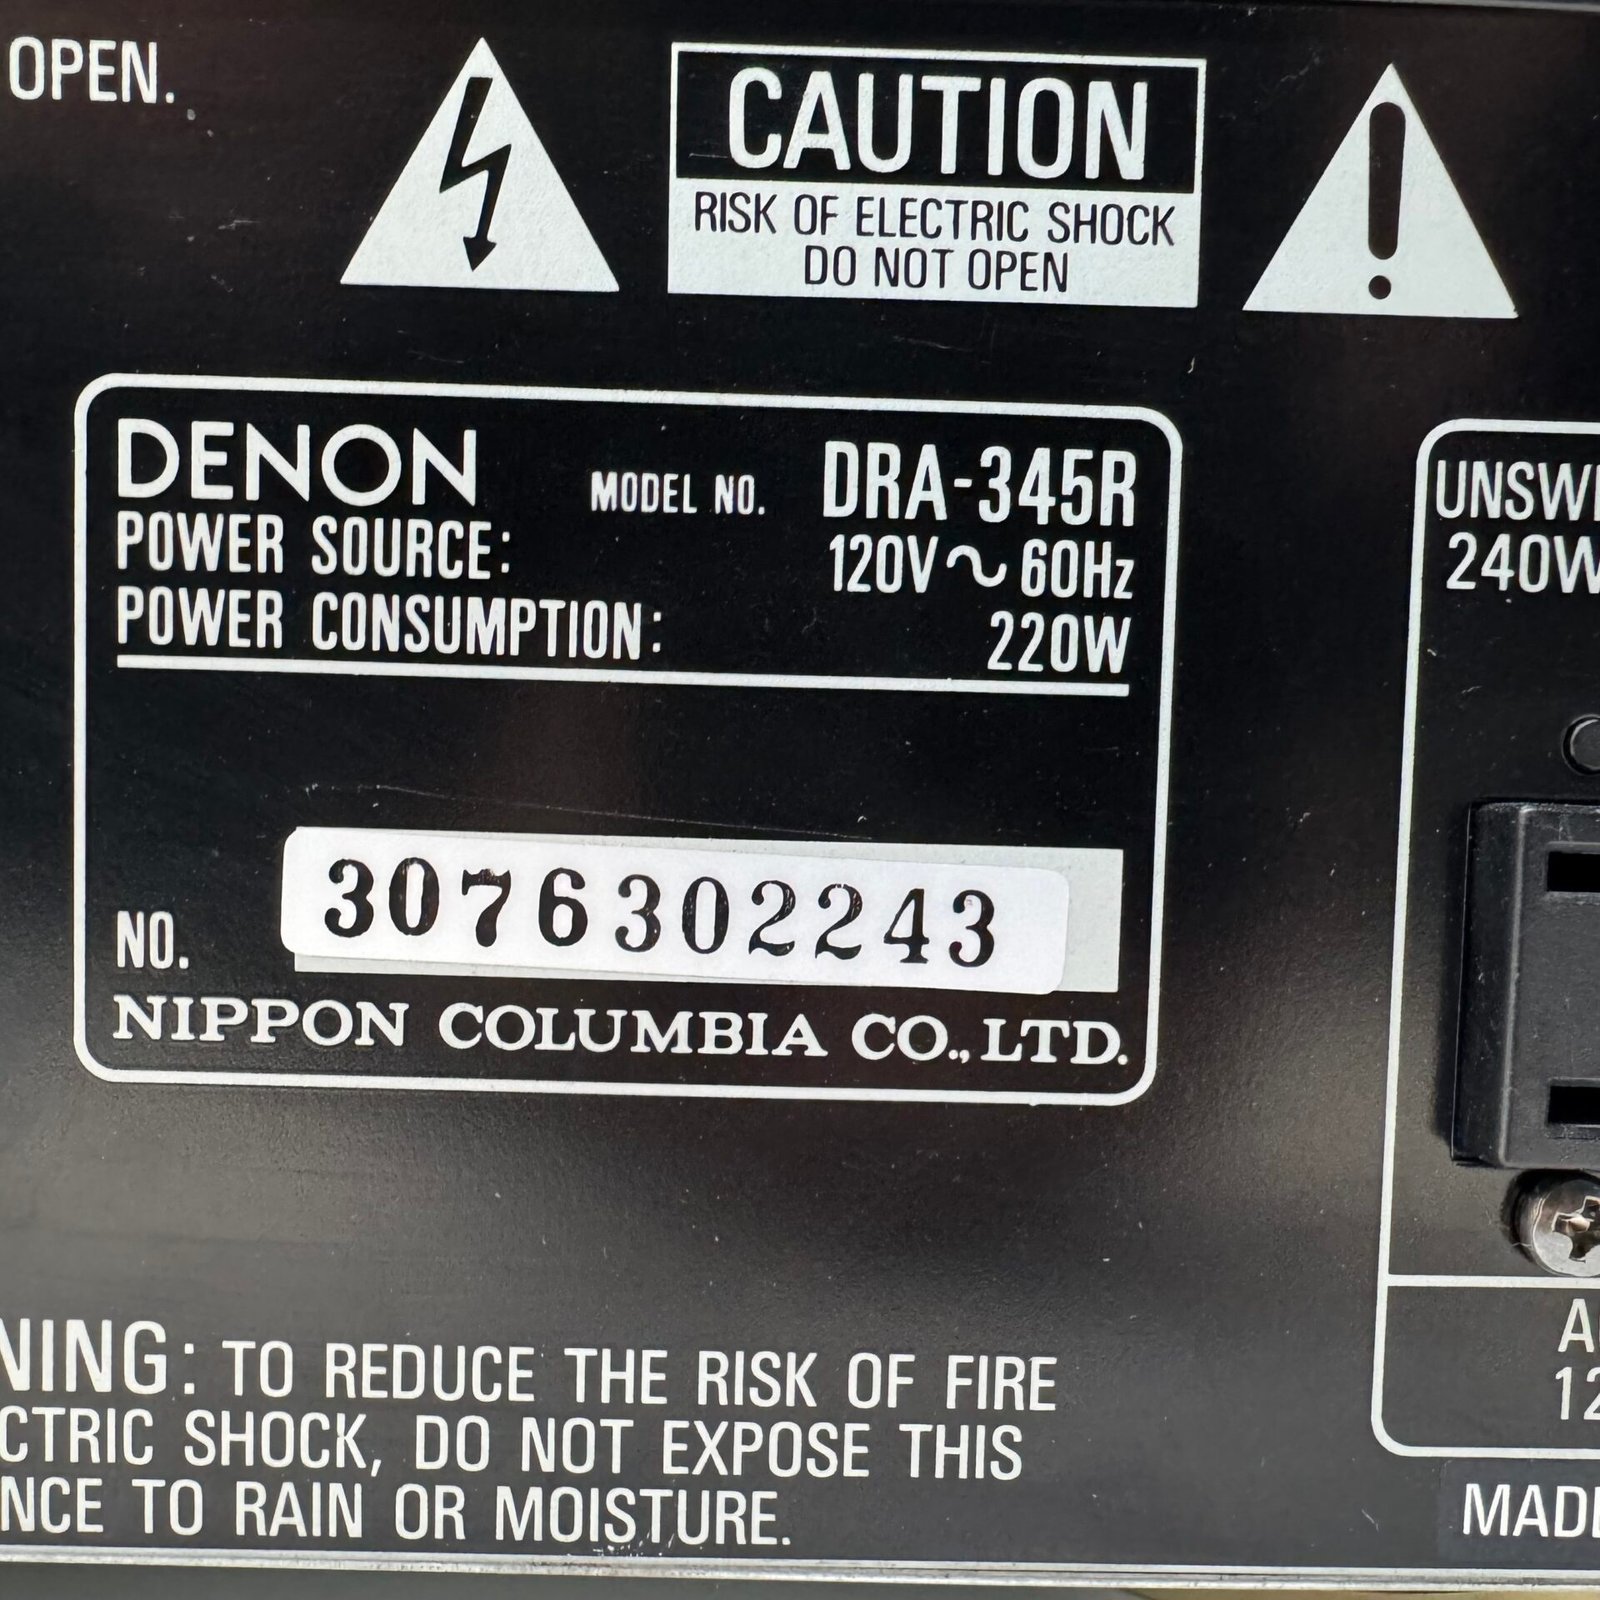 OPEN.
CAUTION
RISK OF ELECTRIC SHOCK
DO NOT OPEN
DENON MODEL NO. DRA-345R
POWER SOURCE: 120V ~ 60Hz
POWER CONSUMPTION: 220W
NO. 3076302243
NIPPON COLUMBIA CO., LTD.
UNSWI
240W
A
12
MADE
NING: TO REDUCE THE RISK OF FIRE
CTRIC SHOCK, DO NOT EXPOSE THIS
NCE TO RAIN OR MOISTURE.